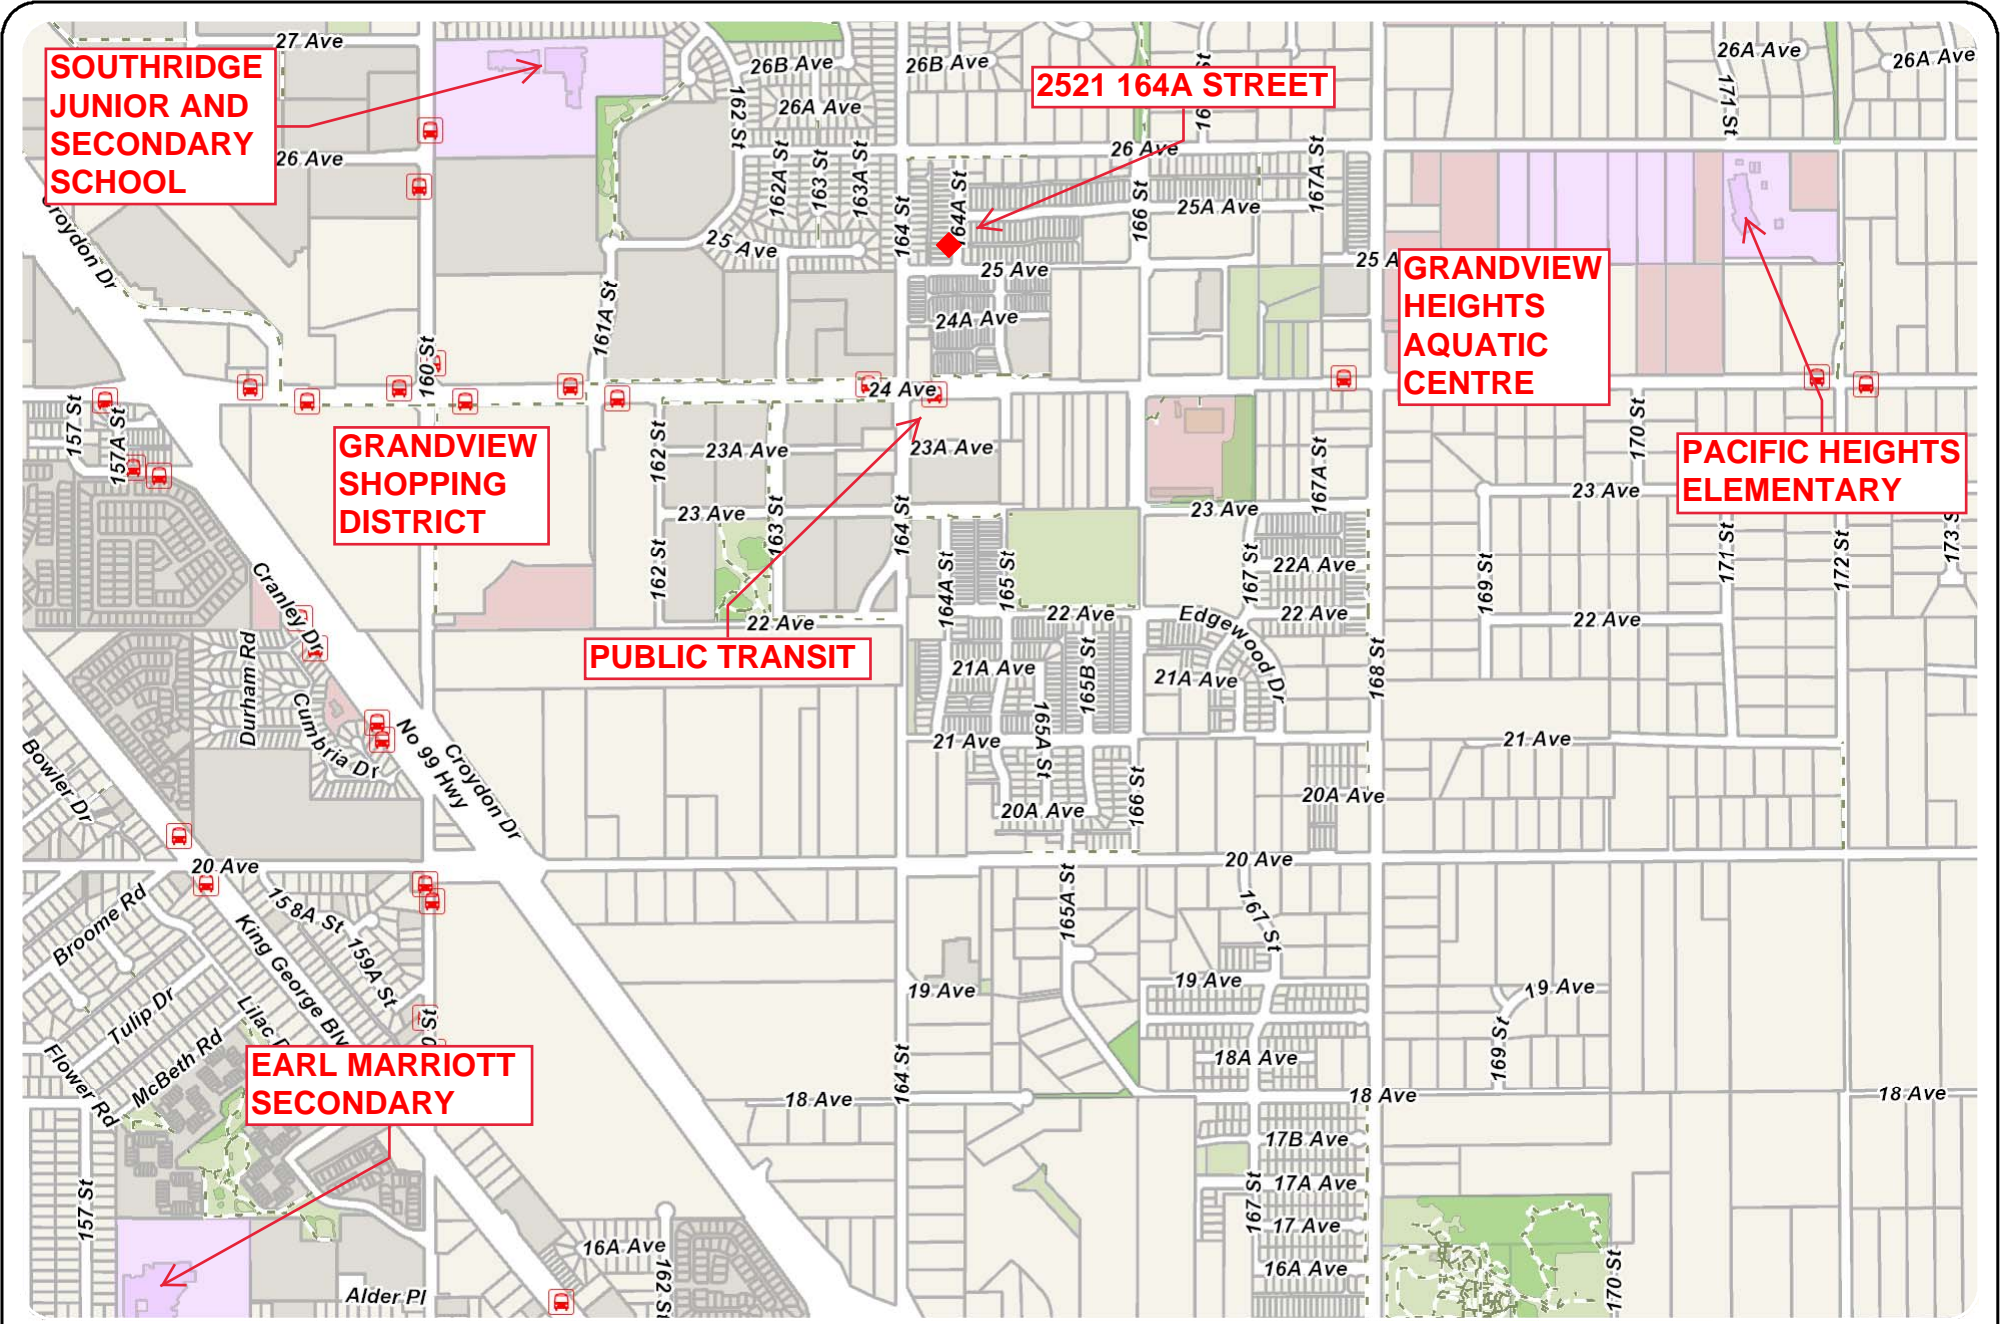 27 Ave
SOUTHRIDGE
JUNIOR AND
SECONDARY
SCHOOL
26 Ave
Croydon Dr
26B Ave
26B Ave
26A Ave
162 St
162A St
163 St
163A St
164 St
25 Ave
2521 164A STREET
26 Ave
164A St
166 St
25A Ave
167A St
25 Ave
24A Ave
26A Ave
26A Ave
171 St
GRANDVIEW
HEIGHTS
AQUATIC
CENTRE
161A St
160 St
24 Ave
157 St
157A St
GRANDVIEW
SHOPPING
DISTRICT
162 St
23A Ave
23A Ave
23 Ave
163 St
164 St
162 St
22 Ave
PUBLIC TRANSIT
167A St
23 Ave
170 St
23 Ave
PACIFIC HEIGHTS
ELEMENTARY
171 St
172 St
173 S
169 St
22 Ave
164A St
165 St
167 St
22A Ave
22 Ave
22 Ave
Edgewood Dr
21A Ave
165B St
21A Ave
168 St
21 Ave
165A St
166 St
20A Ave
20A Ave
21 Ave
Cranley Dr
Durham Rd
Cumbria Dr
No 99 Hwy
Croydon Dr
Bowler Dr
20 Ave
20 Ave
Broome Rd
158A St
159A St
King George Blv
Tulip Dr
Lilac
McBeth Rd
Flower Rd
EARL MARRIOTT
SECONDARY
157 St
Alder Pl
16A Ave
162 St
165A St
167 St
19 Ave
19 Ave
19 Ave
169 St
164 St
18A Ave
18 Ave
18 Ave
18 Ave
17B Ave
17A Ave
167 St
17 Ave
16A Ave
170 St